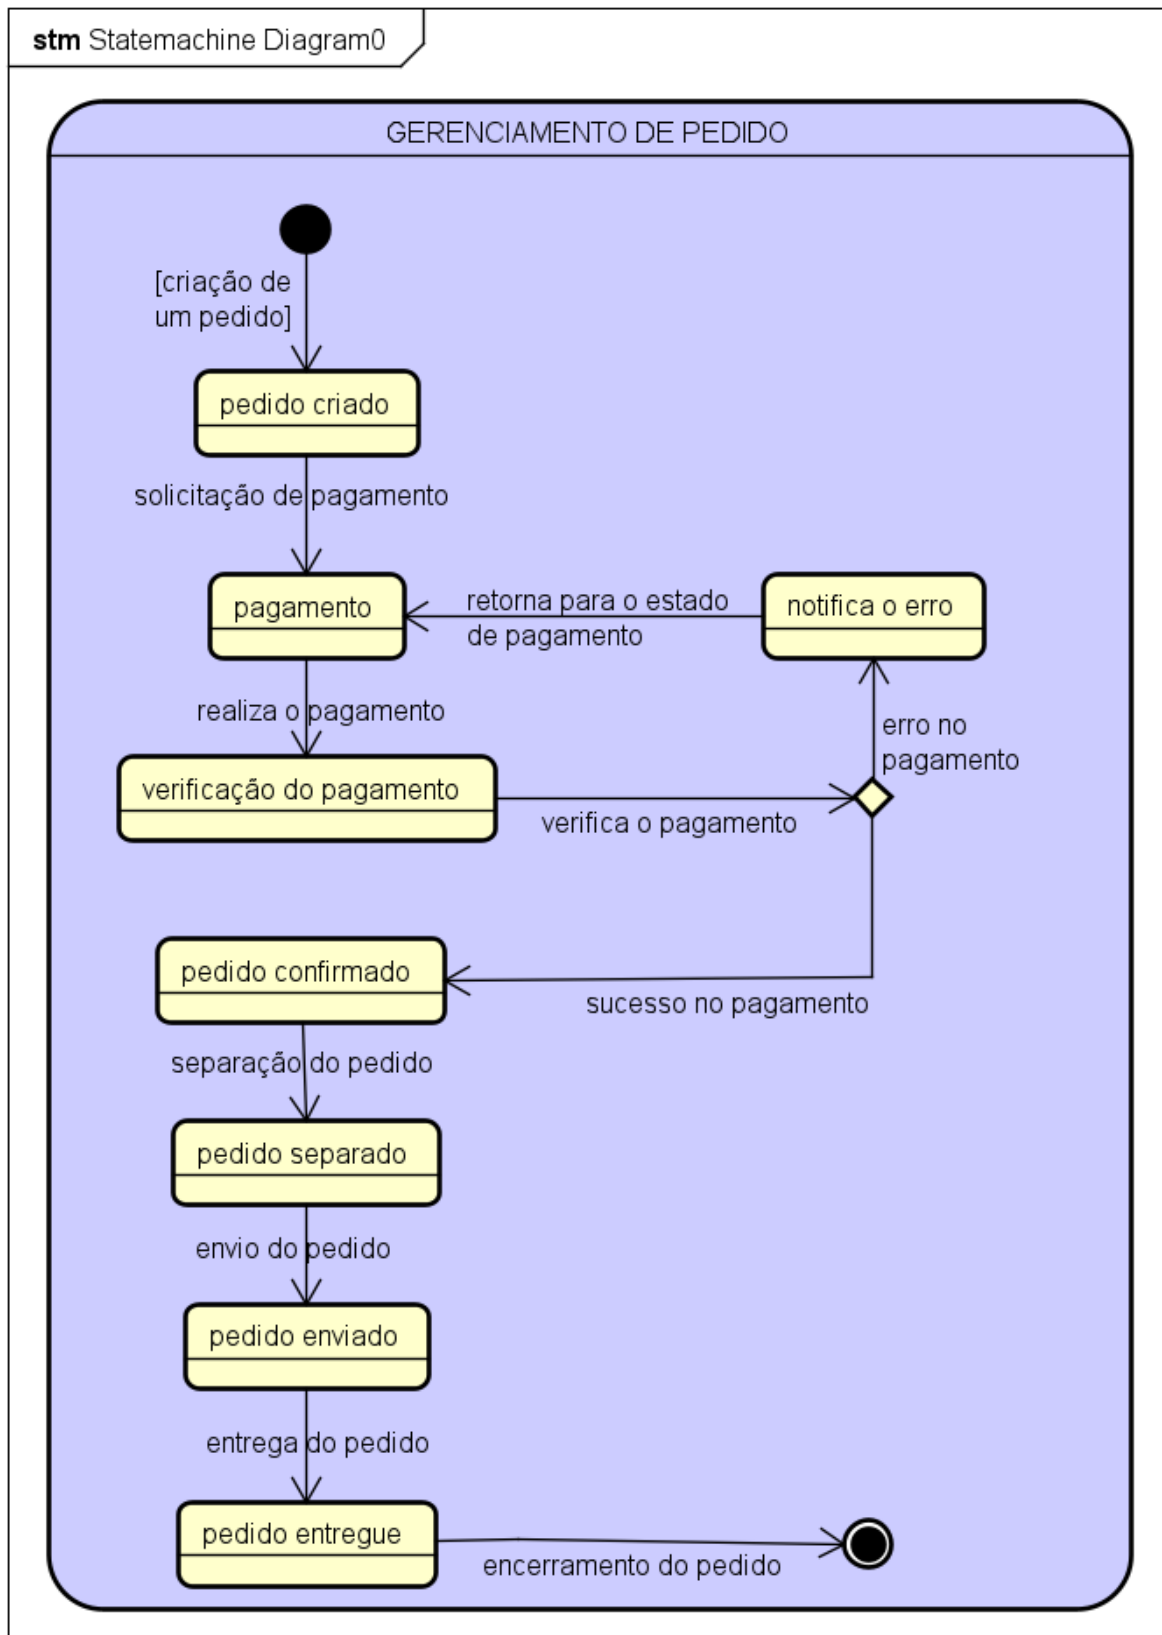 stm Statemachine Diagram0
GERENCIAMENTO DE PEDIDO
[criação de
um pedido]
pedido criado
solicitação de pagamento
pagamento
retorna para o estado
de pagamento
notifica o erro
realiza o pagamento
erro no
pagamento
verificação do pagamento
verifica o pagamento
pedido confirmado
sucesso no pagamento
separação do pedido
pedido separado
envio do pedido
pedido enviado
entrega do pedido
pedido entregue
encerramento do pedido